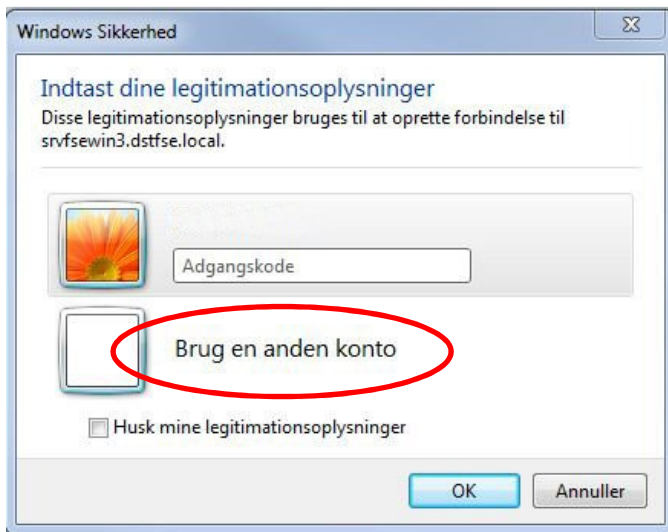 Windows Sikkerhed
Indtast dine legitimationsoplysninger
Disse legitimationsoplysninger bruges til at oprette forbindelse til
srvfsewin3.dstfse.local.
Adgangskode
Brug en anden konto
Husk mine legitimationsoplysninger
OK
Annuller